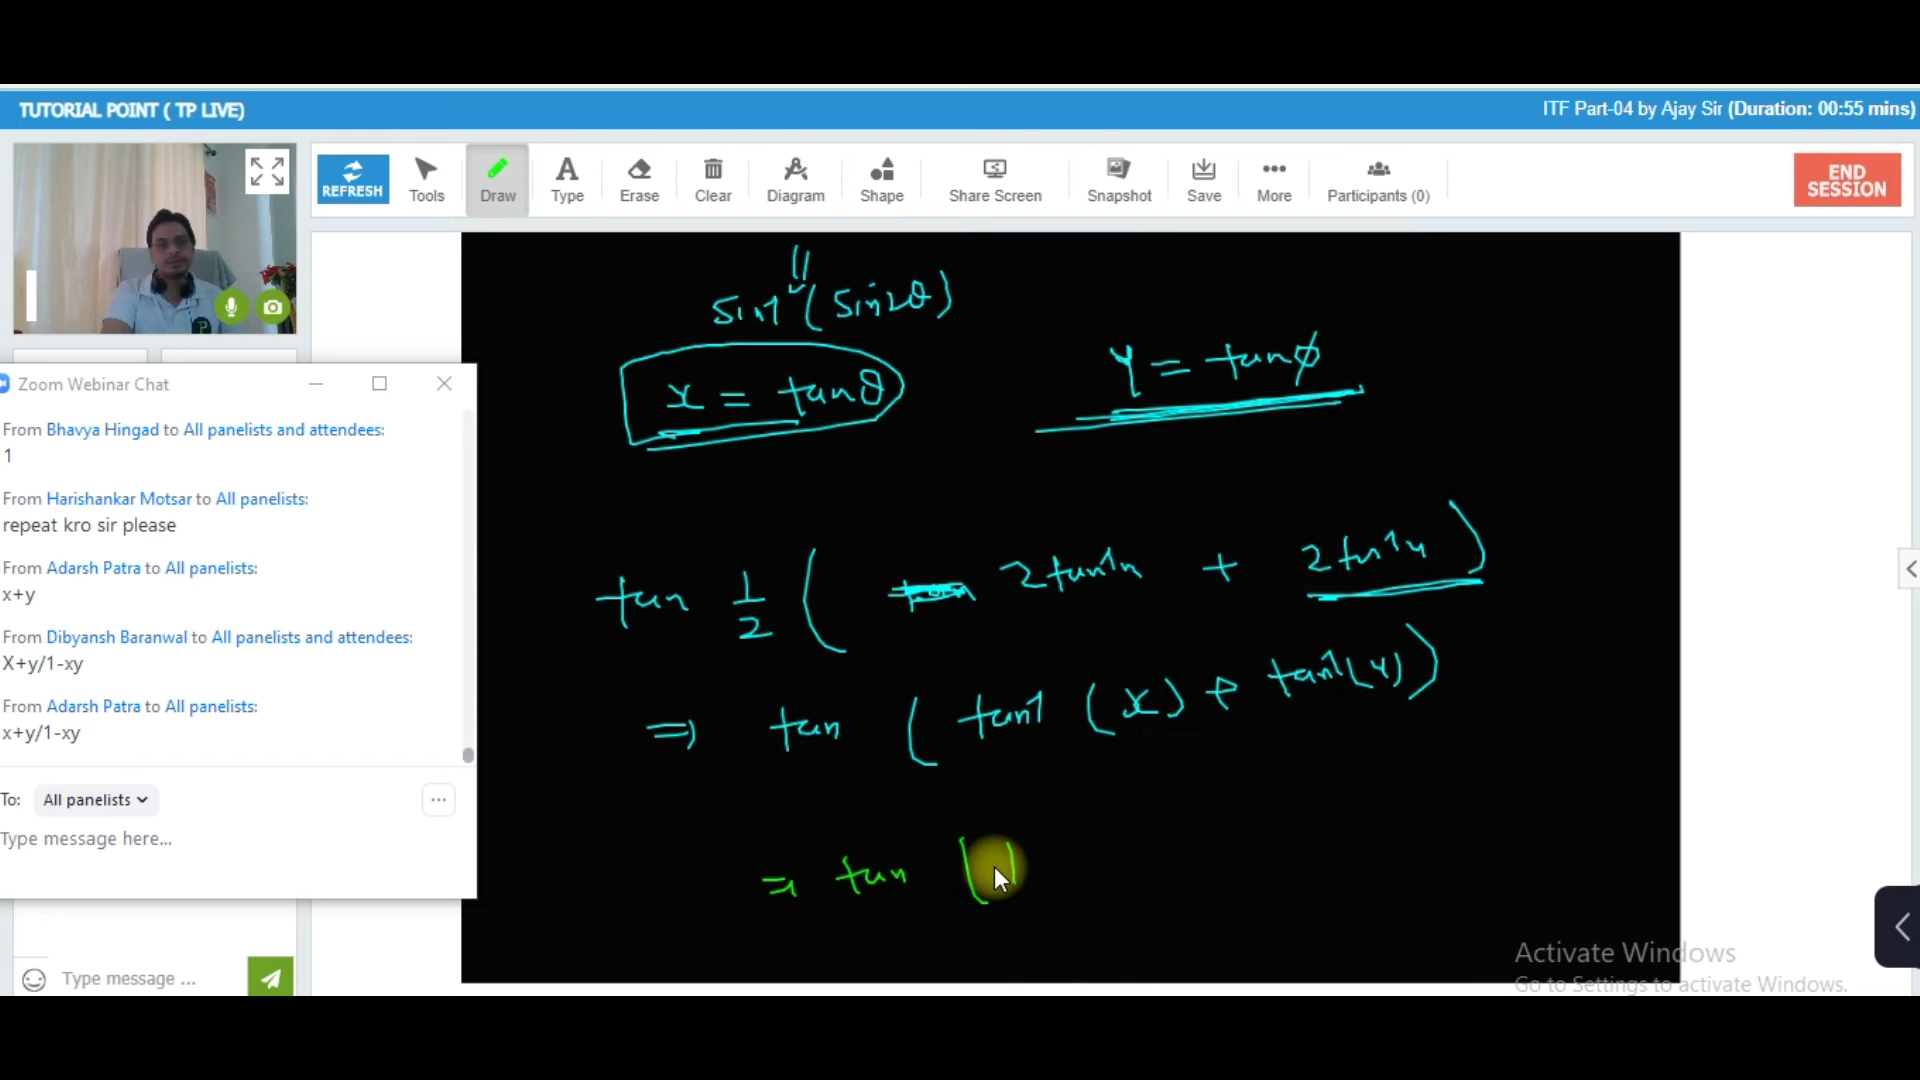 TUTORIAL POINT ( TP LIVE)
ITF Part-04 by Ajay Sir (Duration: 00:55 mins)
REFRESH
Tools
Draw
Type
Erase
Clear
Diagram
Shape
Share Screen
Snapshot
Save
More
Participants (0)
END SESSION
Zoom Webinar Chat
From Bhavya Hingad to All panelists and attendees:
1
From Harishankar Motsar to All panelists:
repeat kro sir please
From Adarsh Patra to All panelists:
x+y
From Dibyansh Baranwal to All panelists and attendees:
X+y/1-xy
From Adarsh Patra to All panelists:
x+y/1-xy
To: All panelists
Type message here...
Type message ...
sin⁻¹ (sin2θ)
x = tanθ
y = tanφ
tan 1/2 ( 2tan⁻¹x + 2tan⁻¹y )
⇒ tan ( tan⁻¹ (x) + tan⁻¹(y) )
⇒ tan (
Activate Windows
Go to Settings to activate Windows.